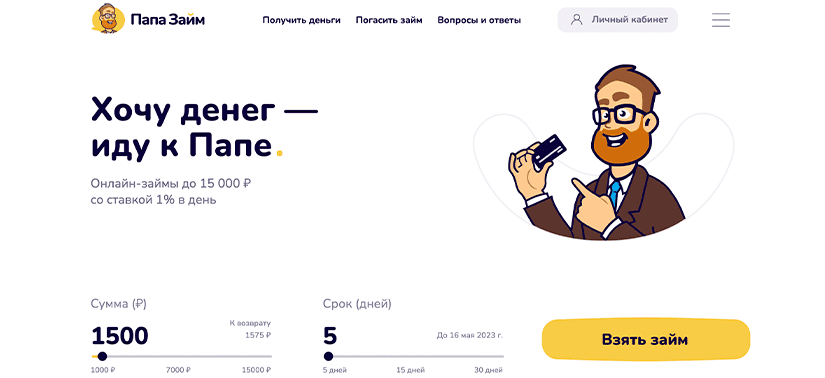 Папа Займ
Получить деньги
Погасить займ
Вопросы и ответы
Личный кабинет
Хочу денег —
иду к Папе.
Онлайн-займы до 15 000 ₽
со ставкой 1% в день
Сумма (₽)
1500
К возврату
1575 ₽
1000 ₽
7000 ₽
15000 ₽
Срок (дней)
5
До 16 мая 2023 г.
5 дней
15 дней
30 дней
Взять займ